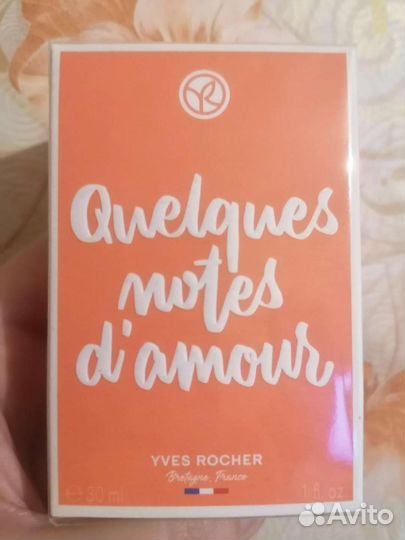 Quelques
notes
d'amour
YVES ROCHER
Bretagne, France
℮ 30 ml 1 fl. oz
Avito